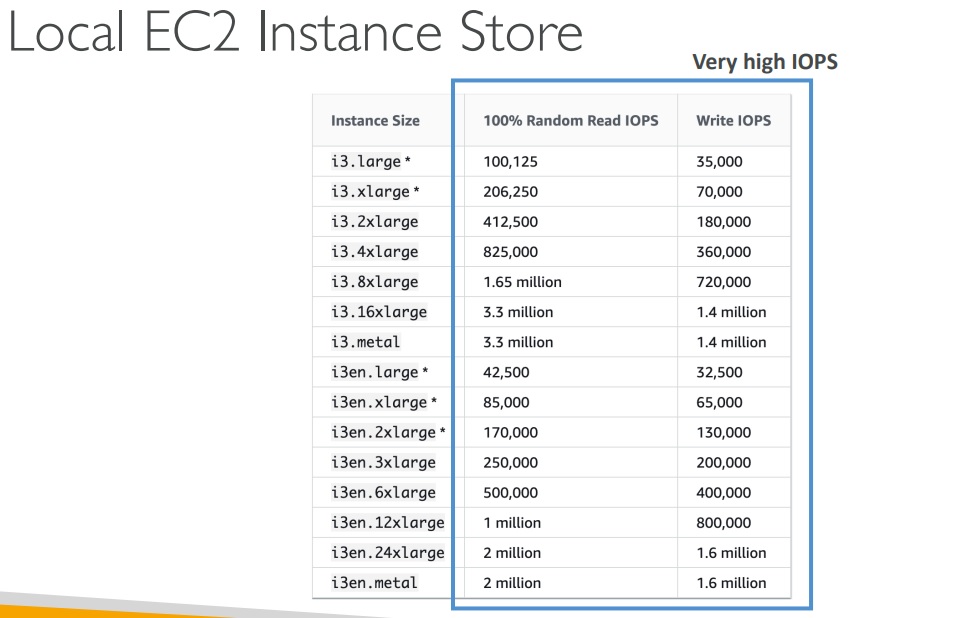 Local EC2 Instance Store
Very high IOPS
Instance Size 100% Random Read IOPS Write IOPS
i3.large * 100,125 35,000
i3.xlarge * 206,250 70,000
i3.2xlarge 412,500 180,000
i3.4xlarge 825,000 360,000
i3.8xlarge 1.65 million 720,000
i3.16xlarge 3.3 million 1.4 million
i3.metal 3.3 million 1.4 million
i3en.large * 42,500 32,500
i3en.xlarge * 85,000 65,000
i3en.2xlarge * 170,000 130,000
i3en.3xlarge 250,000 200,000
i3en.6xlarge 500,000 400,000
i3en.12xlarge 1 million 800,000
i3en.24xlarge 2 million 1.6 million
i3en.metal 2 million 1.6 million